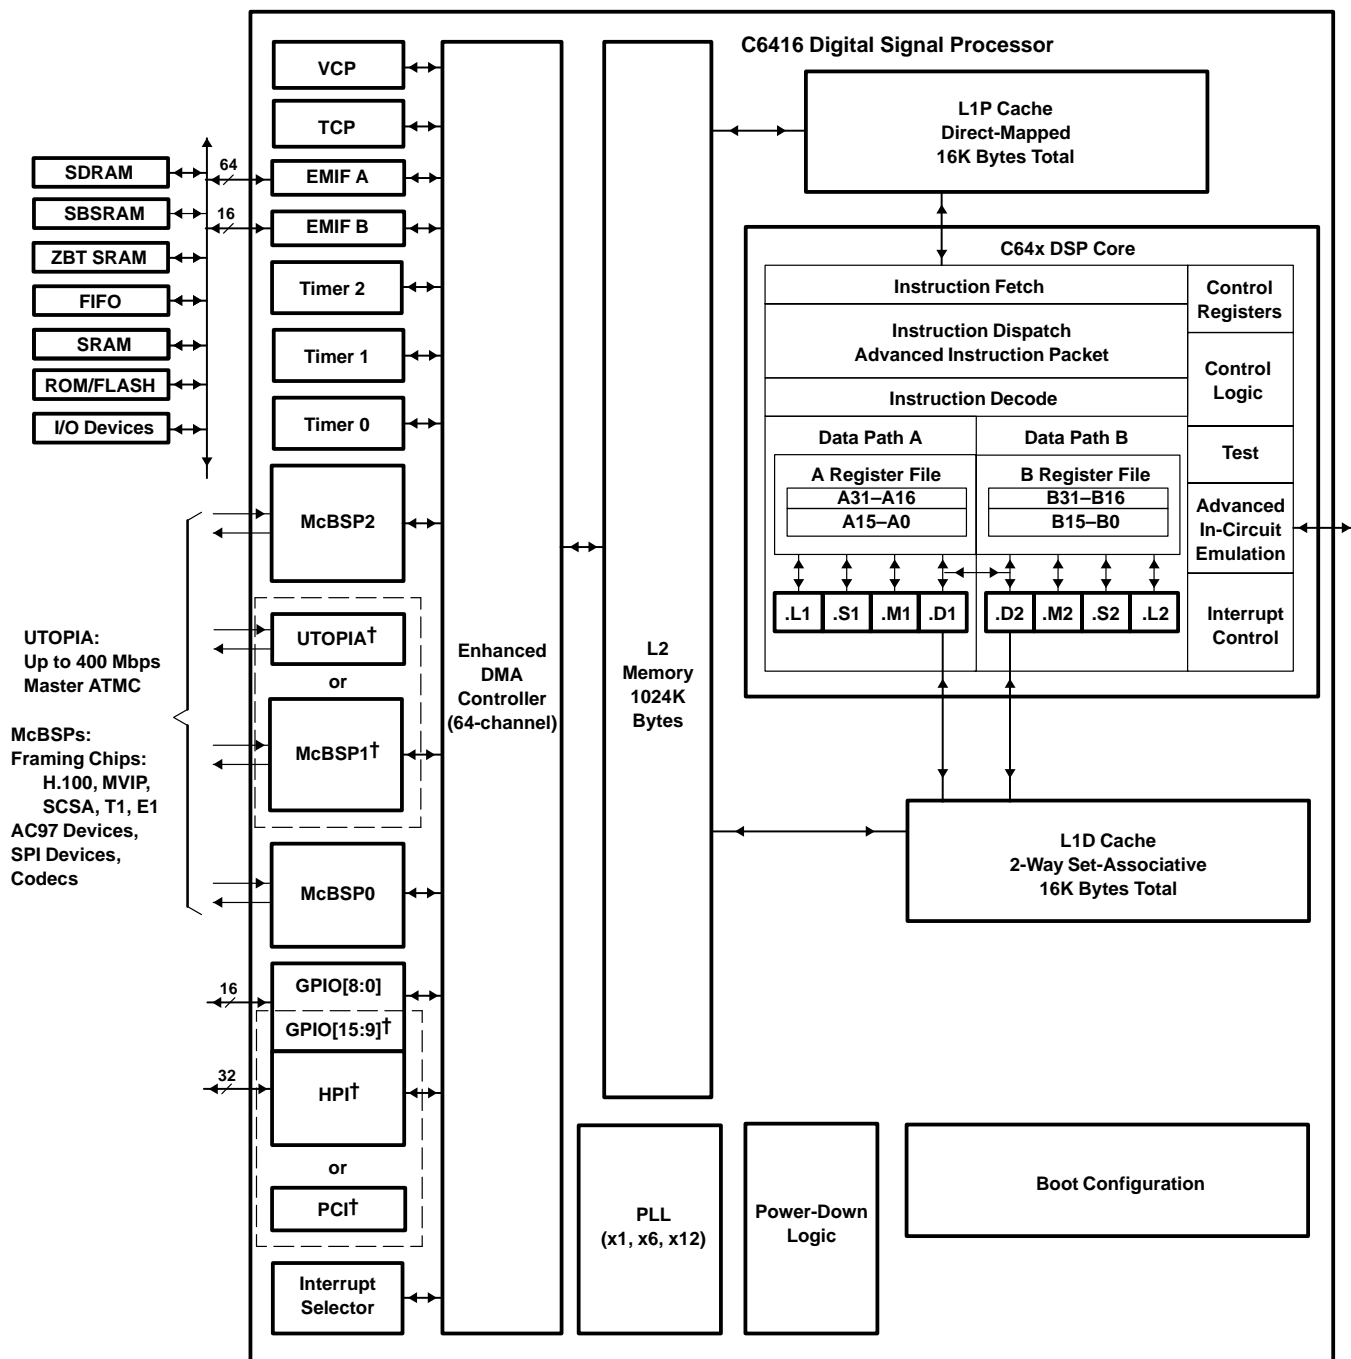 C6416 Digital Signal Processor
VCP
TCP
EMIF A
EMIF B
Timer 2
Timer 1
Timer 0
64
16
SDRAM
SBSRAM
ZBT SRAM
FIFO
SRAM
ROM/FLASH
I/O Devices
McBSP2
UTOPIA†
or
McBSP1†
McBSP0
UTOPIA:
Up to 400 Mbps
Master ATMC
McBSPs:
Framing Chips:
H.100, MVIP,
SCSA, T1, E1
AC97 Devices,
SPI Devices,
Codecs
16
GPIO[8:0]
GPIO[15:9]†
32
HPI†
or
PCI†
Interrupt
Selector
Enhanced
DMA
Controller
(64-channel)
L2
Memory
1024K
Bytes
L1P Cache
Direct-Mapped
16K Bytes Total
C64x DSP Core
Instruction Fetch
Instruction Dispatch
Advanced Instruction Packet
Instruction Decode
Data Path A
Data Path B
A Register File
A31–A16
A15–A0
B Register File
B31–B16
B15–B0
.L1
.S1
.M1
.D1
.D2
.M2
.S2
.L2
Control
Registers
Control
Logic
Test
Advanced
In-Circuit
Emulation
Interrupt
Control
L1D Cache
2-Way Set-Associative
16K Bytes Total
PLL
(x1, x6, x12)
Power-Down
Logic
Boot Configuration